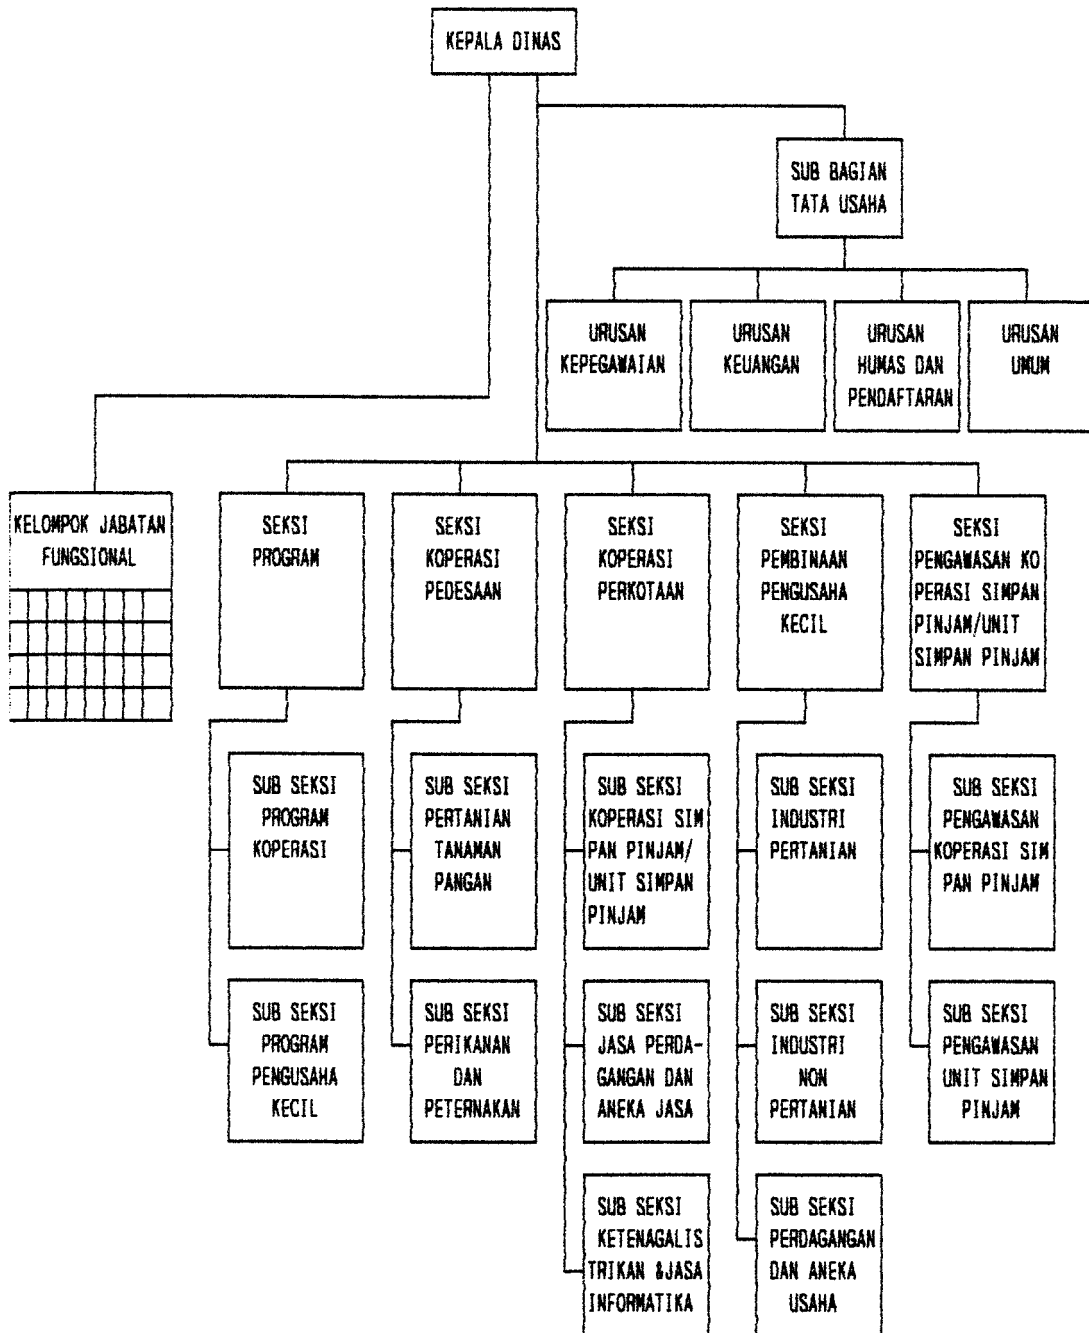 KEPALA DINAS
SUB BAGIAN
TATA USAHA
URUSAN
KEPEGAWAIAN
URUSAN
KEUANGAN
URUSAN
HUMAS DAN
PENDAFTARAN
URUSAN
UMUM
KELOMPOK JABATAN
FUNGSIONAL
SEKSI
PROGRAM
SEKSI
KOPERASI
PEDESAAN
SEKSI
KOPERASI
PERKOTAAN
SEKSI
PEMBINAAN
PENGUSAHA
KECIL
SEKSI
PENGAWASAN KO
PERASI SIMPAN
PINJAM/UNIT
SIMPAN PINJAM
SUB SEKSI
PROGRAM
KOPERASI
SUB SEKSI
PERTANIAN
TANAMAN
PANGAN
SUB SEKSI
KOPERASI SIM
PAN PINJAM/
UNIT SIMPAN
PINJAM
SUB SEKSI
INDUSTRI
PERTANIAN
SUB SEKSI
PENGAWASAN
KOPERASI SIM
PAN PINJAM
SUB SEKSI
PROGRAM
PENGUSAHA
KECIL
SUB SEKSI
PERIKANAN
DAN
PETERNAKAN
SUB SEKSI
JASA PERDA-
GANGAN DAN
ANEKA JASA
SUB SEKSI
INDUSTRI
NON
PERTANIAN
SUB SEKSI
PENGAWASAN
UNIT SIMPAN
PINJAM
SUB SEKSI
KETENAGALIS
TRIKAN &JASA
INFORMATIKA
SUB SEKSI
PERDAGANGAN
DAN ANEKA
USAHA